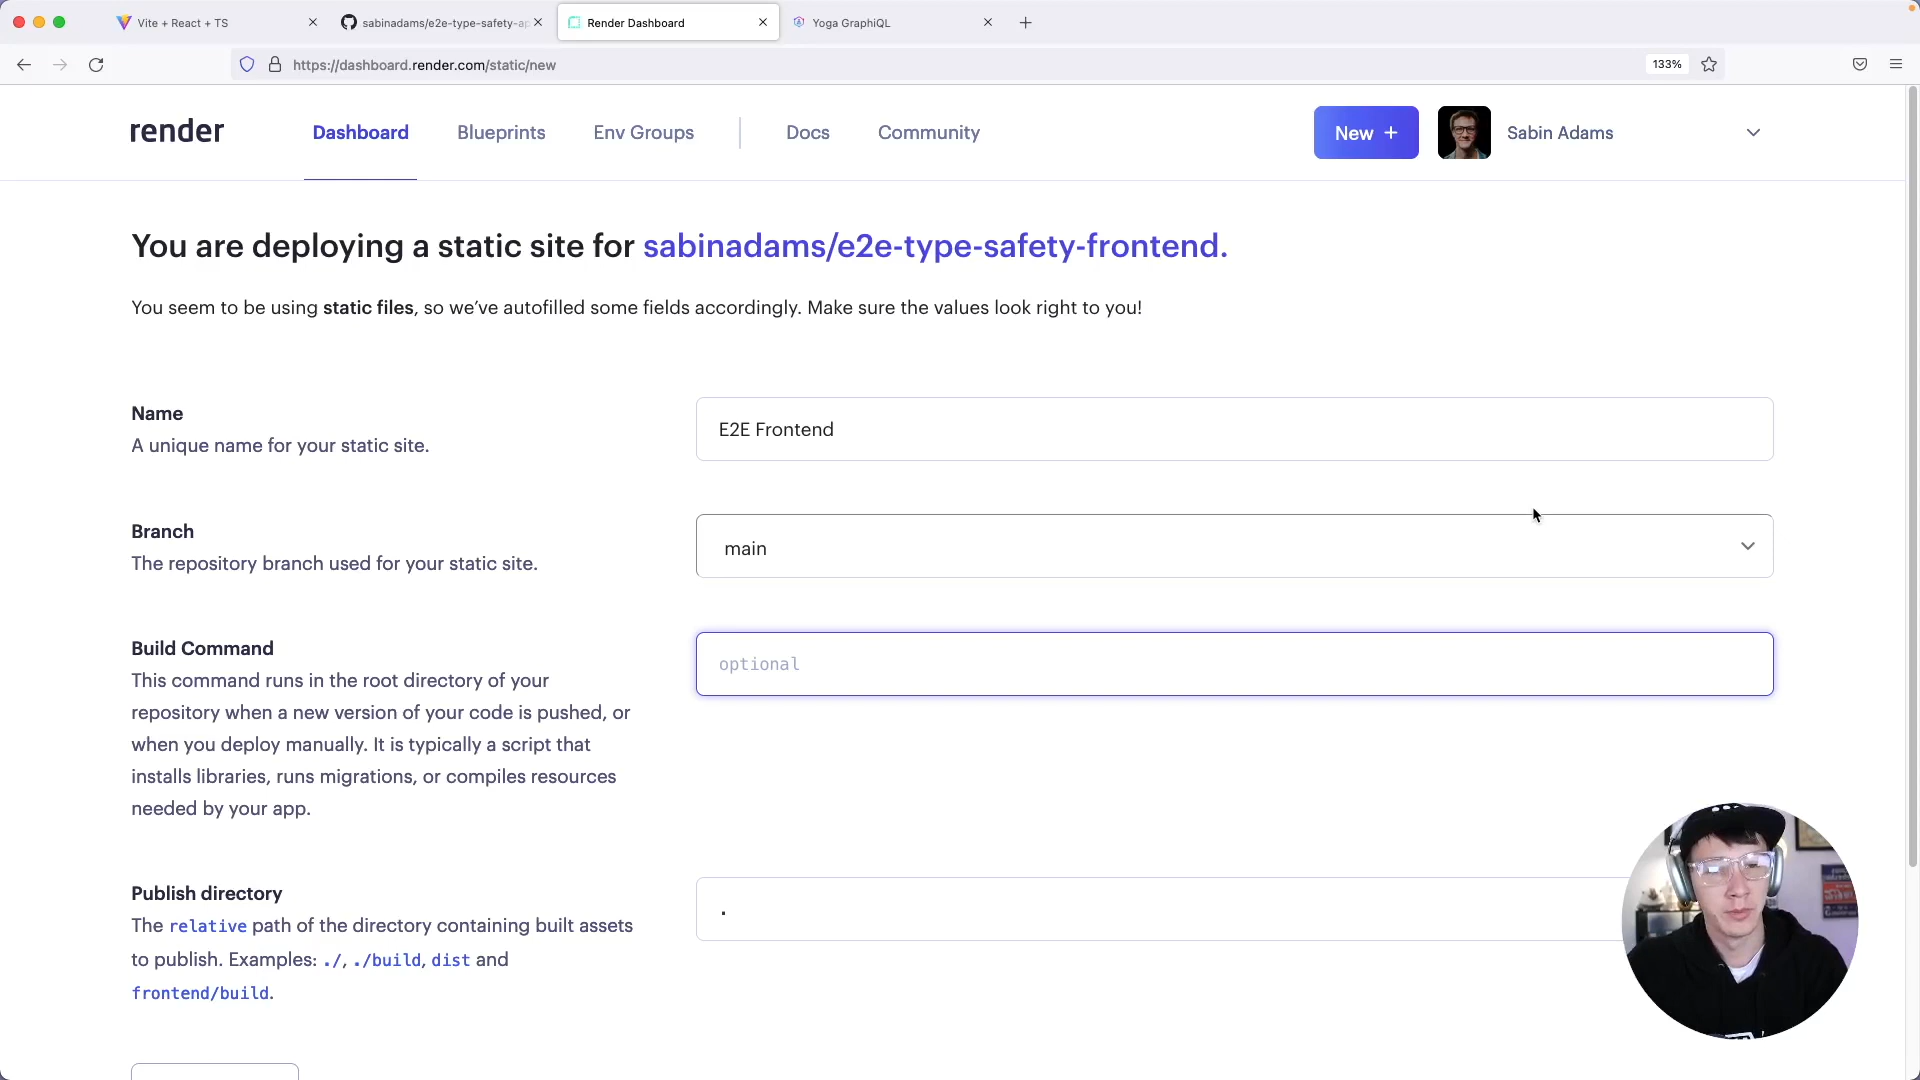 Vite + React + TS
sabinadams/e2e-type-safety-ap
Render Dashboard
Yoga GraphiQL
https://dashboard.render.com/static/new
133%
render
Dashboard
Blueprints
Env Groups
Docs
Community
New +
Sabin Adams
You are deploying a static site for sabinadams/e2e-type-safety-frontend.
You seem to be using static files, so we've autofilled some fields accordingly. Make sure the values look right to you!
Name
A unique name for your static site.
E2E Frontend
Branch
The repository branch used for your static site.
main
Build Command
This command runs in the root directory of your
repository when a new version of your code is pushed, or
when you deploy manually. It is typically a script that
installs libraries, runs migrations, or compiles resources
needed by your app.
optional
Publish directory
The relative path of the directory containing built assets
to publish. Examples: ./, ./build, dist and
frontend/build.
.